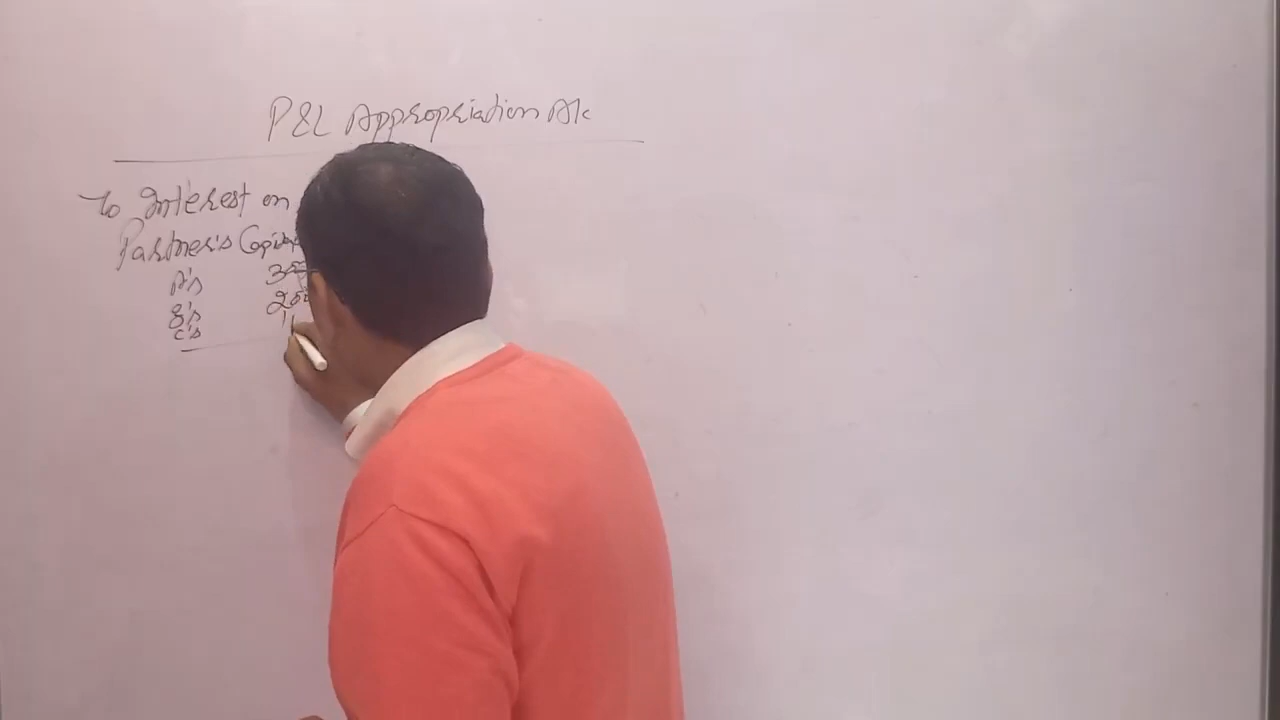 P&L Appropriation A/c
To Interest on
Partner's Capital
A's
B's
C's